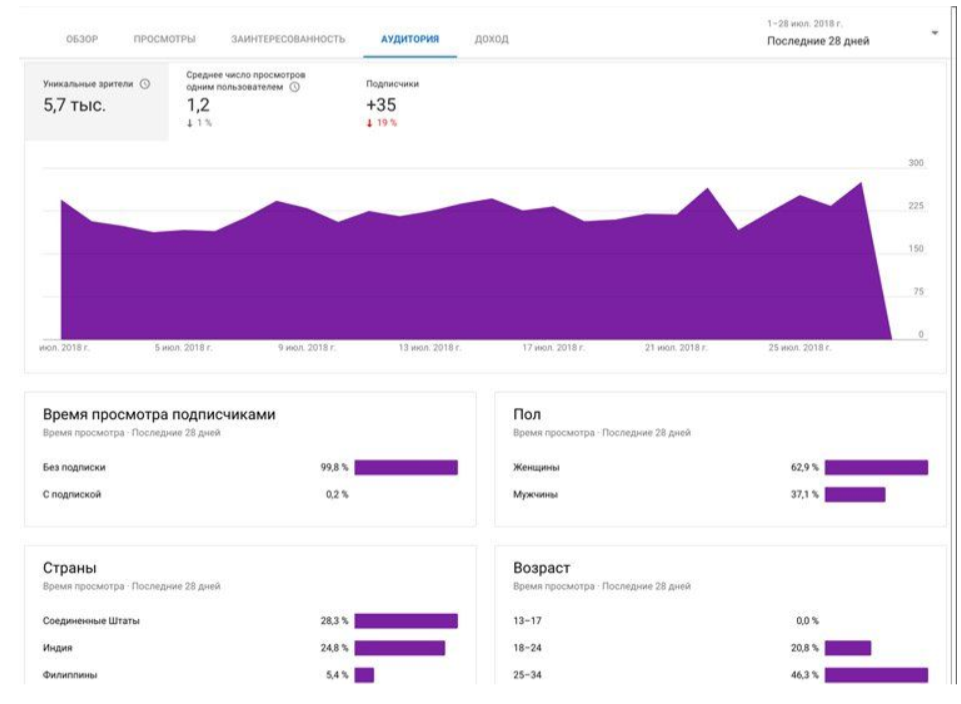 ОБЗОР ПРОСМОТРЫ ЗАИНТЕРЕСОВАННОСТЬ АУДИТОРИЯ ДОХОД
1–28 июл. 2018 г.
Последние 28 дней
Уникальные зрители
5,7 тыс.
Среднее число просмотров
одним пользователем
1,2
↓ 1 %
Подписчики
+35
↓ 19 %
300
225
150
75
0
июл. 2018 г. 5 июл. 2018 г. 9 июл. 2018 г. 13 июл. 2018 г. 17 июл. 2018 г. 21 июл. 2018 г. 25 июл. 2018 г.
Время просмотра подписчиками
Время просмотра · Последние 28 дней
Без подписки 99,8 %
С подпиской 0,2 %
Пол
Время просмотра · Последние 28 дней
Женщины 62,9 %
Мужчины 37,1 %
Страны
Время просмотра · Последние 28 дней
Соединенные Штаты 28,3 %
Индия 24,8 %
Филиппины 5,4 %
Возраст
Время просмотра · Последние 28 дней
13–17 0,0 %
18–24 20,8 %
25–34 46,3 %